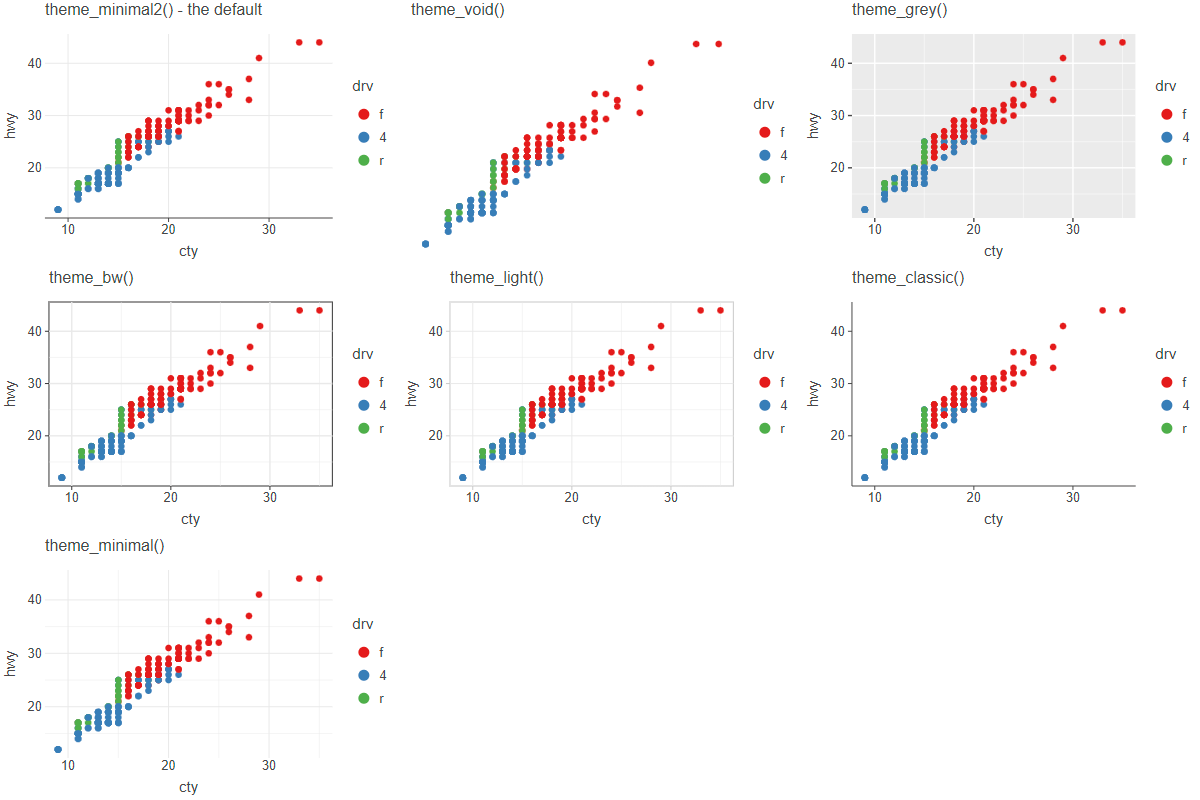 theme_minimal2() - the default
hwy
40
30
20
10 20 30
cty
drv
f
4
r
theme_void()
drv
f
4
r
theme_grey()
hwy
40
30
20
10 20 30
cty
drv
f
4
r
theme_bw()
hwy
40
30
20
10 20 30
cty
drv
f
4
r
theme_light()
hwy
40
30
20
10 20 30
cty
drv
f
4
r
theme_classic()
hwy
40
30
20
10 20 30
cty
drv
f
4
r
theme_minimal()
hwy
40
30
20
10 20 30
cty
drv
f
4
r